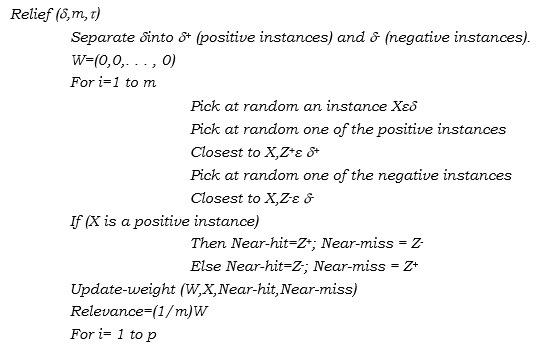 Relief (δ,m,τ)
Separate δinto δ⁺ (positive instances) and δ⁻ (negative instances).
W=(0,0,. . . , 0)
For i=1 to m
Pick at random an instance Xεδ
Pick at random one of the positive instances
Closest to X,Z⁺ε δ⁺
Pick at random one of the negative instances
Closest to X,Z⁻ε δ⁻
If (X is a positive instance)
Then Near-hit=Z⁺; Near-miss = Z⁻
Else Near-hit=Z⁻; Near-miss = Z⁺
Update-weight (W,X,Near-hit,Near-miss)
Relevance=(1/m)W
For i= 1 to p